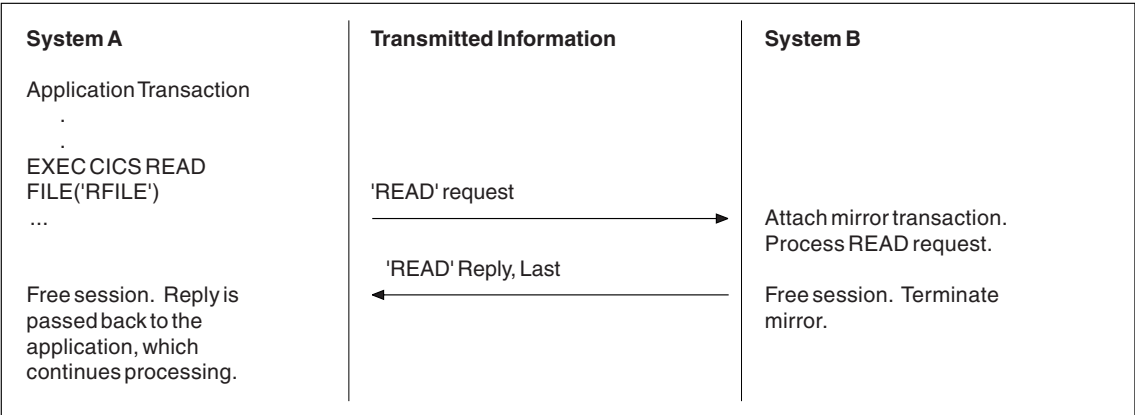 System A
Transmitted Information
System B
Application Transaction
.
.
EXEC CICS READ
FILE('RFILE')
...
'READ' request
Attach mirror transaction.
Process READ request.
'READ' Reply, Last
Free session. Reply is
passed back to the
application, which
continues processing.
Free session. Terminate
mirror.